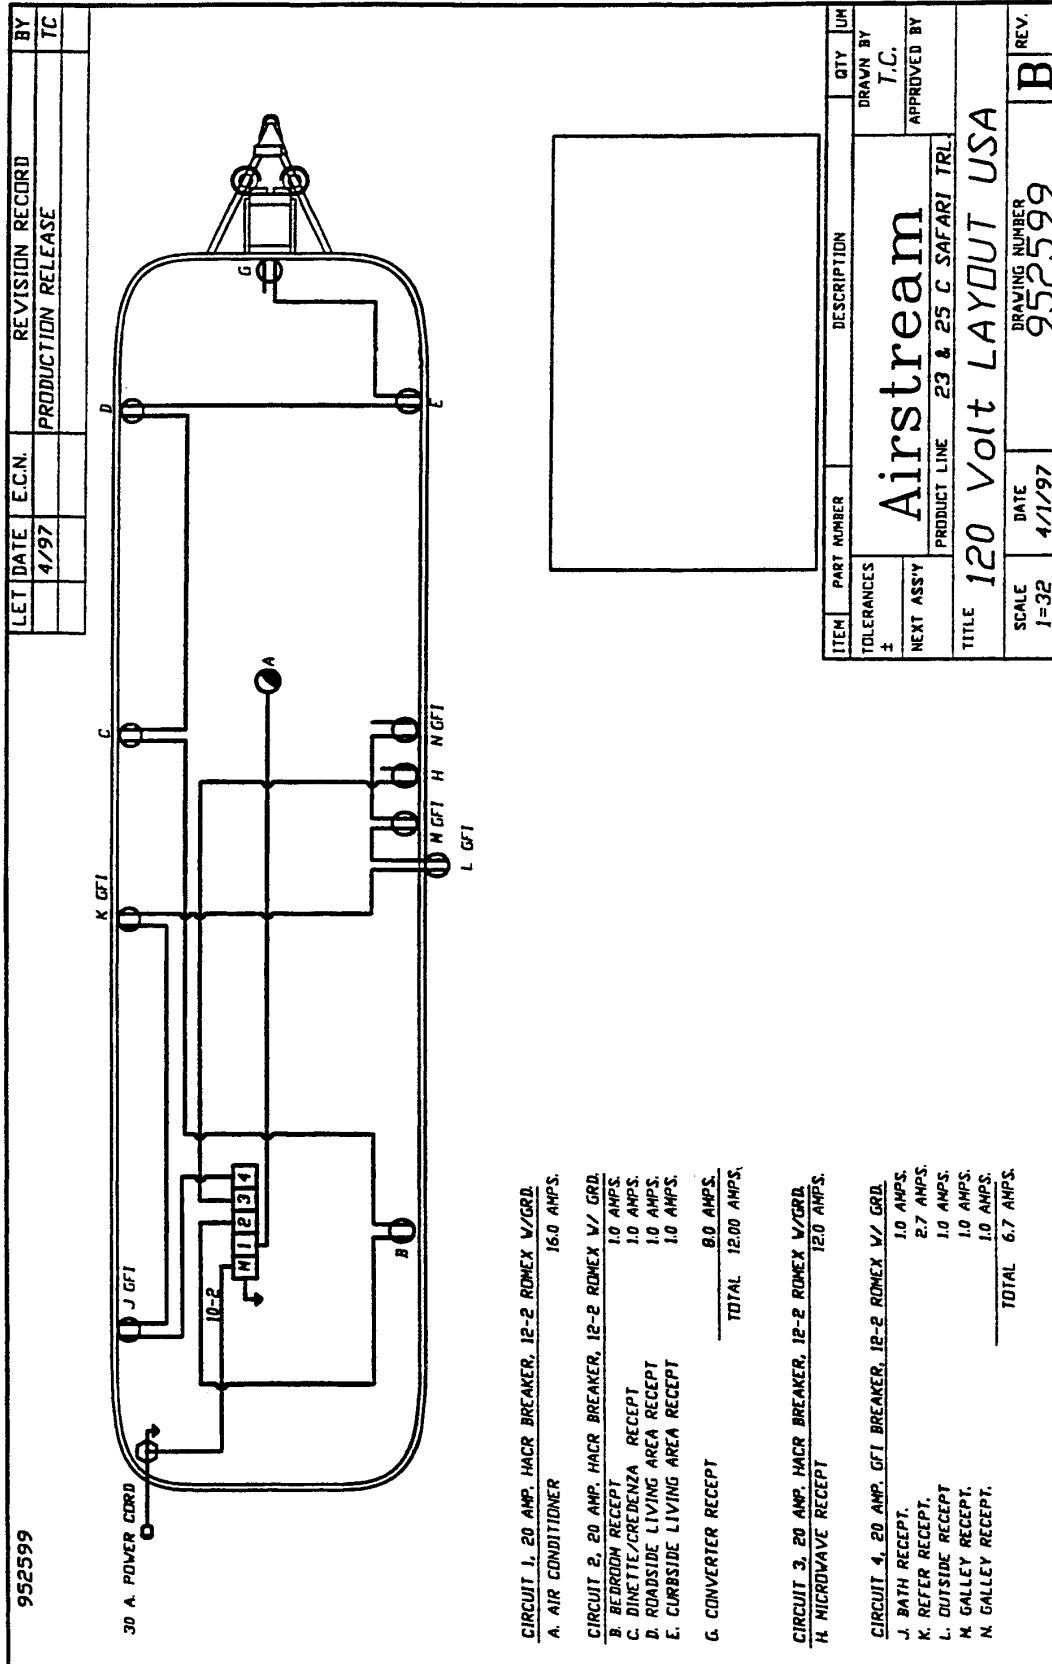 952599
LET DATE E.C.N. REVISION RECORD BY
4/97 PRODUCTION RELEASE TC
30 A. POWER CORD
J GFI
K GFI
C
D
10-2
M 1 2 3 4
A
G
B
L GFI
M GFI
H
N GFI
E
CIRCUIT 1, 20 AMP. HACR BREAKER, 12-2 ROMEX W/GRD.
A. AIR CONDITIONER 16.0 AMPS.
CIRCUIT 2, 20 AMP. HACR BREAKER, 12-2 ROMEX W/ GRD.
B. BEDROOM RECEPT 1.0 AMPS.
C. DINETTE/CREDENZA RECEPT 1.0 AMPS.
D. ROADSIDE LIVING AREA RECEPT 1.0 AMPS.
E. CURBSIDE LIVING AREA RECEPT 1.0 AMPS.
G. CONVERTER RECEPT 8.0 AMPS.
TOTAL 12.00 AMPS.
CIRCUIT 3, 20 AMP. HACR BREAKER, 12-2 ROMEX W/GRD.
H. MICROWAVE RECEPT 12.0 AMPS.
CIRCUIT 4, 20 AMP. GFI BREAKER, 12-2 ROMEX W/ GRD.
J. BATH RECEPT. 1.0 AMPS.
K. REFER RECEPT. 2.7 AMPS.
L. OUTSIDE RECEPT 1.0 AMPS.
M. GALLEY RECEPT. 1.0 AMPS.
N. GALLEY RECEPT. 1.0 AMPS.
TOTAL 6.7 AMPS.
ITEM PART NUMBER DESCRIPTION QTY UM
TOLERANCES
±
NEXT ASS'Y
Airstream
PRODUCT LINE 23 & 25 C SAFARI TRL.
DRAWN BY
T.C.
APPROVED BY
TITLE 120 Volt LAYOUT USA
SCALE
1=32
DATE
4/1/97
DRAWING NUMBER
952599
B
REV.